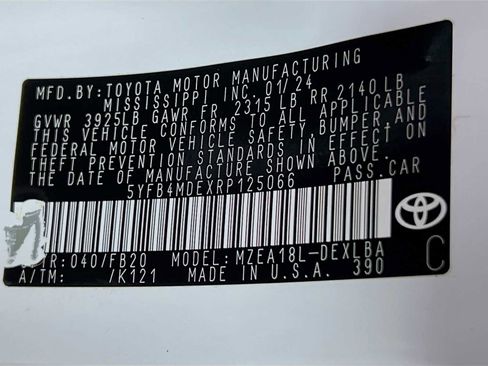 MFD.BY:TOYOTA MOTOR MANUFACTURING
MISSISSIPPI, INC. 01/24
GVWR 3925LB GAWR FR 2315 LB RR 2140 LB
THIS VEHICLE CONFORMS TO ALL APPLICABLE
FEDERAL MOTOR VEHICLE SAFETY, BUMPER, AND
THEFT PREVENTION STANDARDS IN EFFECT ON
THE DATE OF MANUFACTURE SHOWN ABOVE.
5YFB4MDEXRP125066 PASS.CAR
TR:040/FB20 MODEL:MZEA18L-DEXLBA
A/TM: /K121 MADE IN U.S.A. 390 C